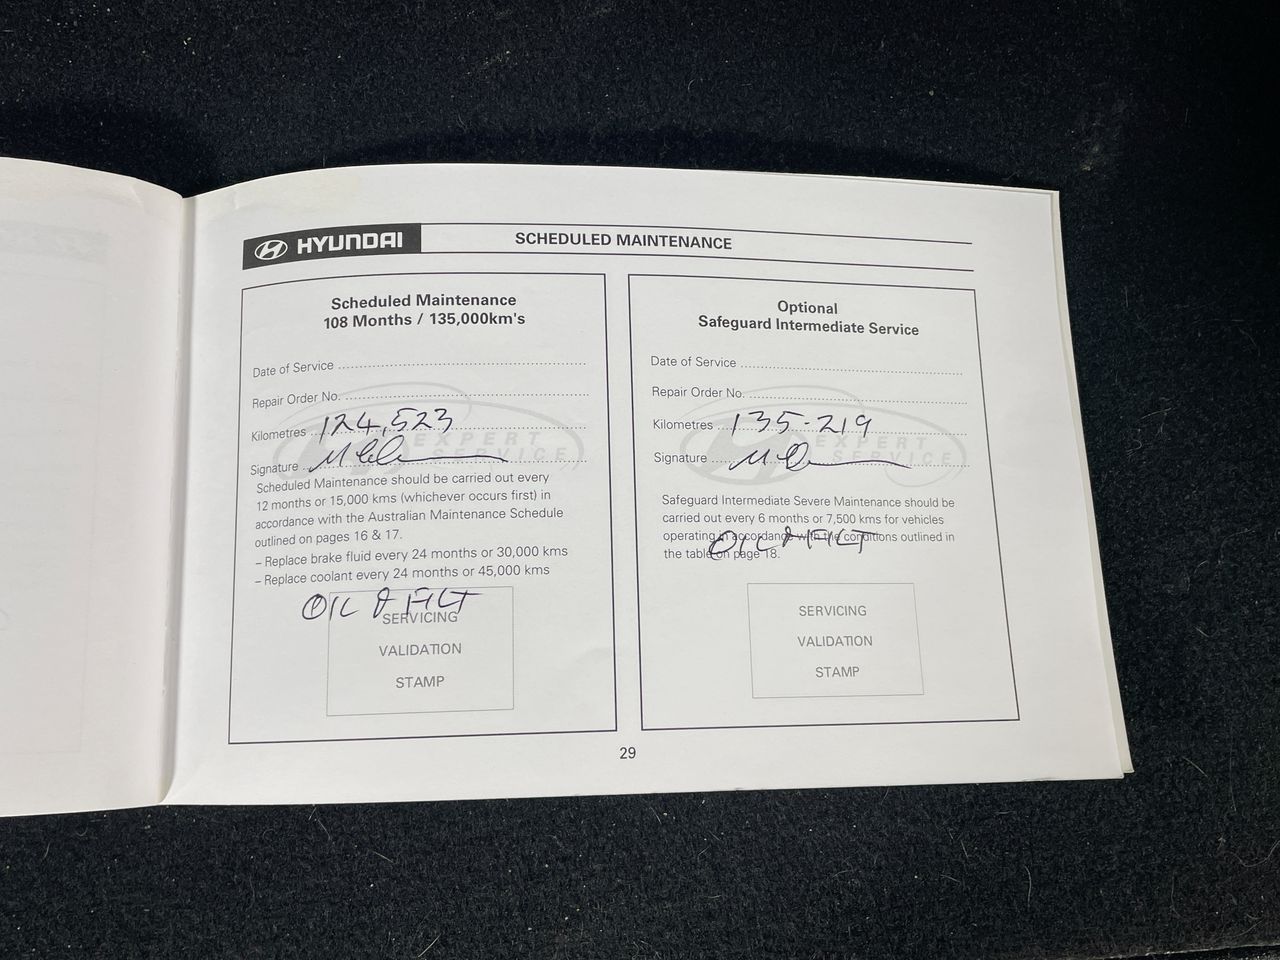 HYUNDAI
SCHEDULED MAINTENANCE
Scheduled Maintenance
108 Months / 135,000km's
Date of Service
Repair Order No.
Kilometres 124,523
Signature
EXPERT
SERVICE
Scheduled Maintenance should be carried out every
12 months or 15,000 kms (whichever occurs first) in
accordance with the Australian Maintenance Schedule
outlined on pages 16 & 17.
– Replace brake fluid every 24 months or 30,000 kms
– Replace coolant every 24 months or 45,000 kms
OIL & FILT
SERVICING
VALIDATION
STAMP
Optional
Safeguard Intermediate Service
Date of Service
Repair Order No.
Kilometres 135-219
Signature
EXPERT
SERVICE
Safeguard Intermediate Severe Maintenance should be
carried out every 6 months or 7,500 kms for vehicles
operating in accordance with the conditions outlined in
the table on page 18.
OIL & FILT
SERVICING
VALIDATION
STAMP
29